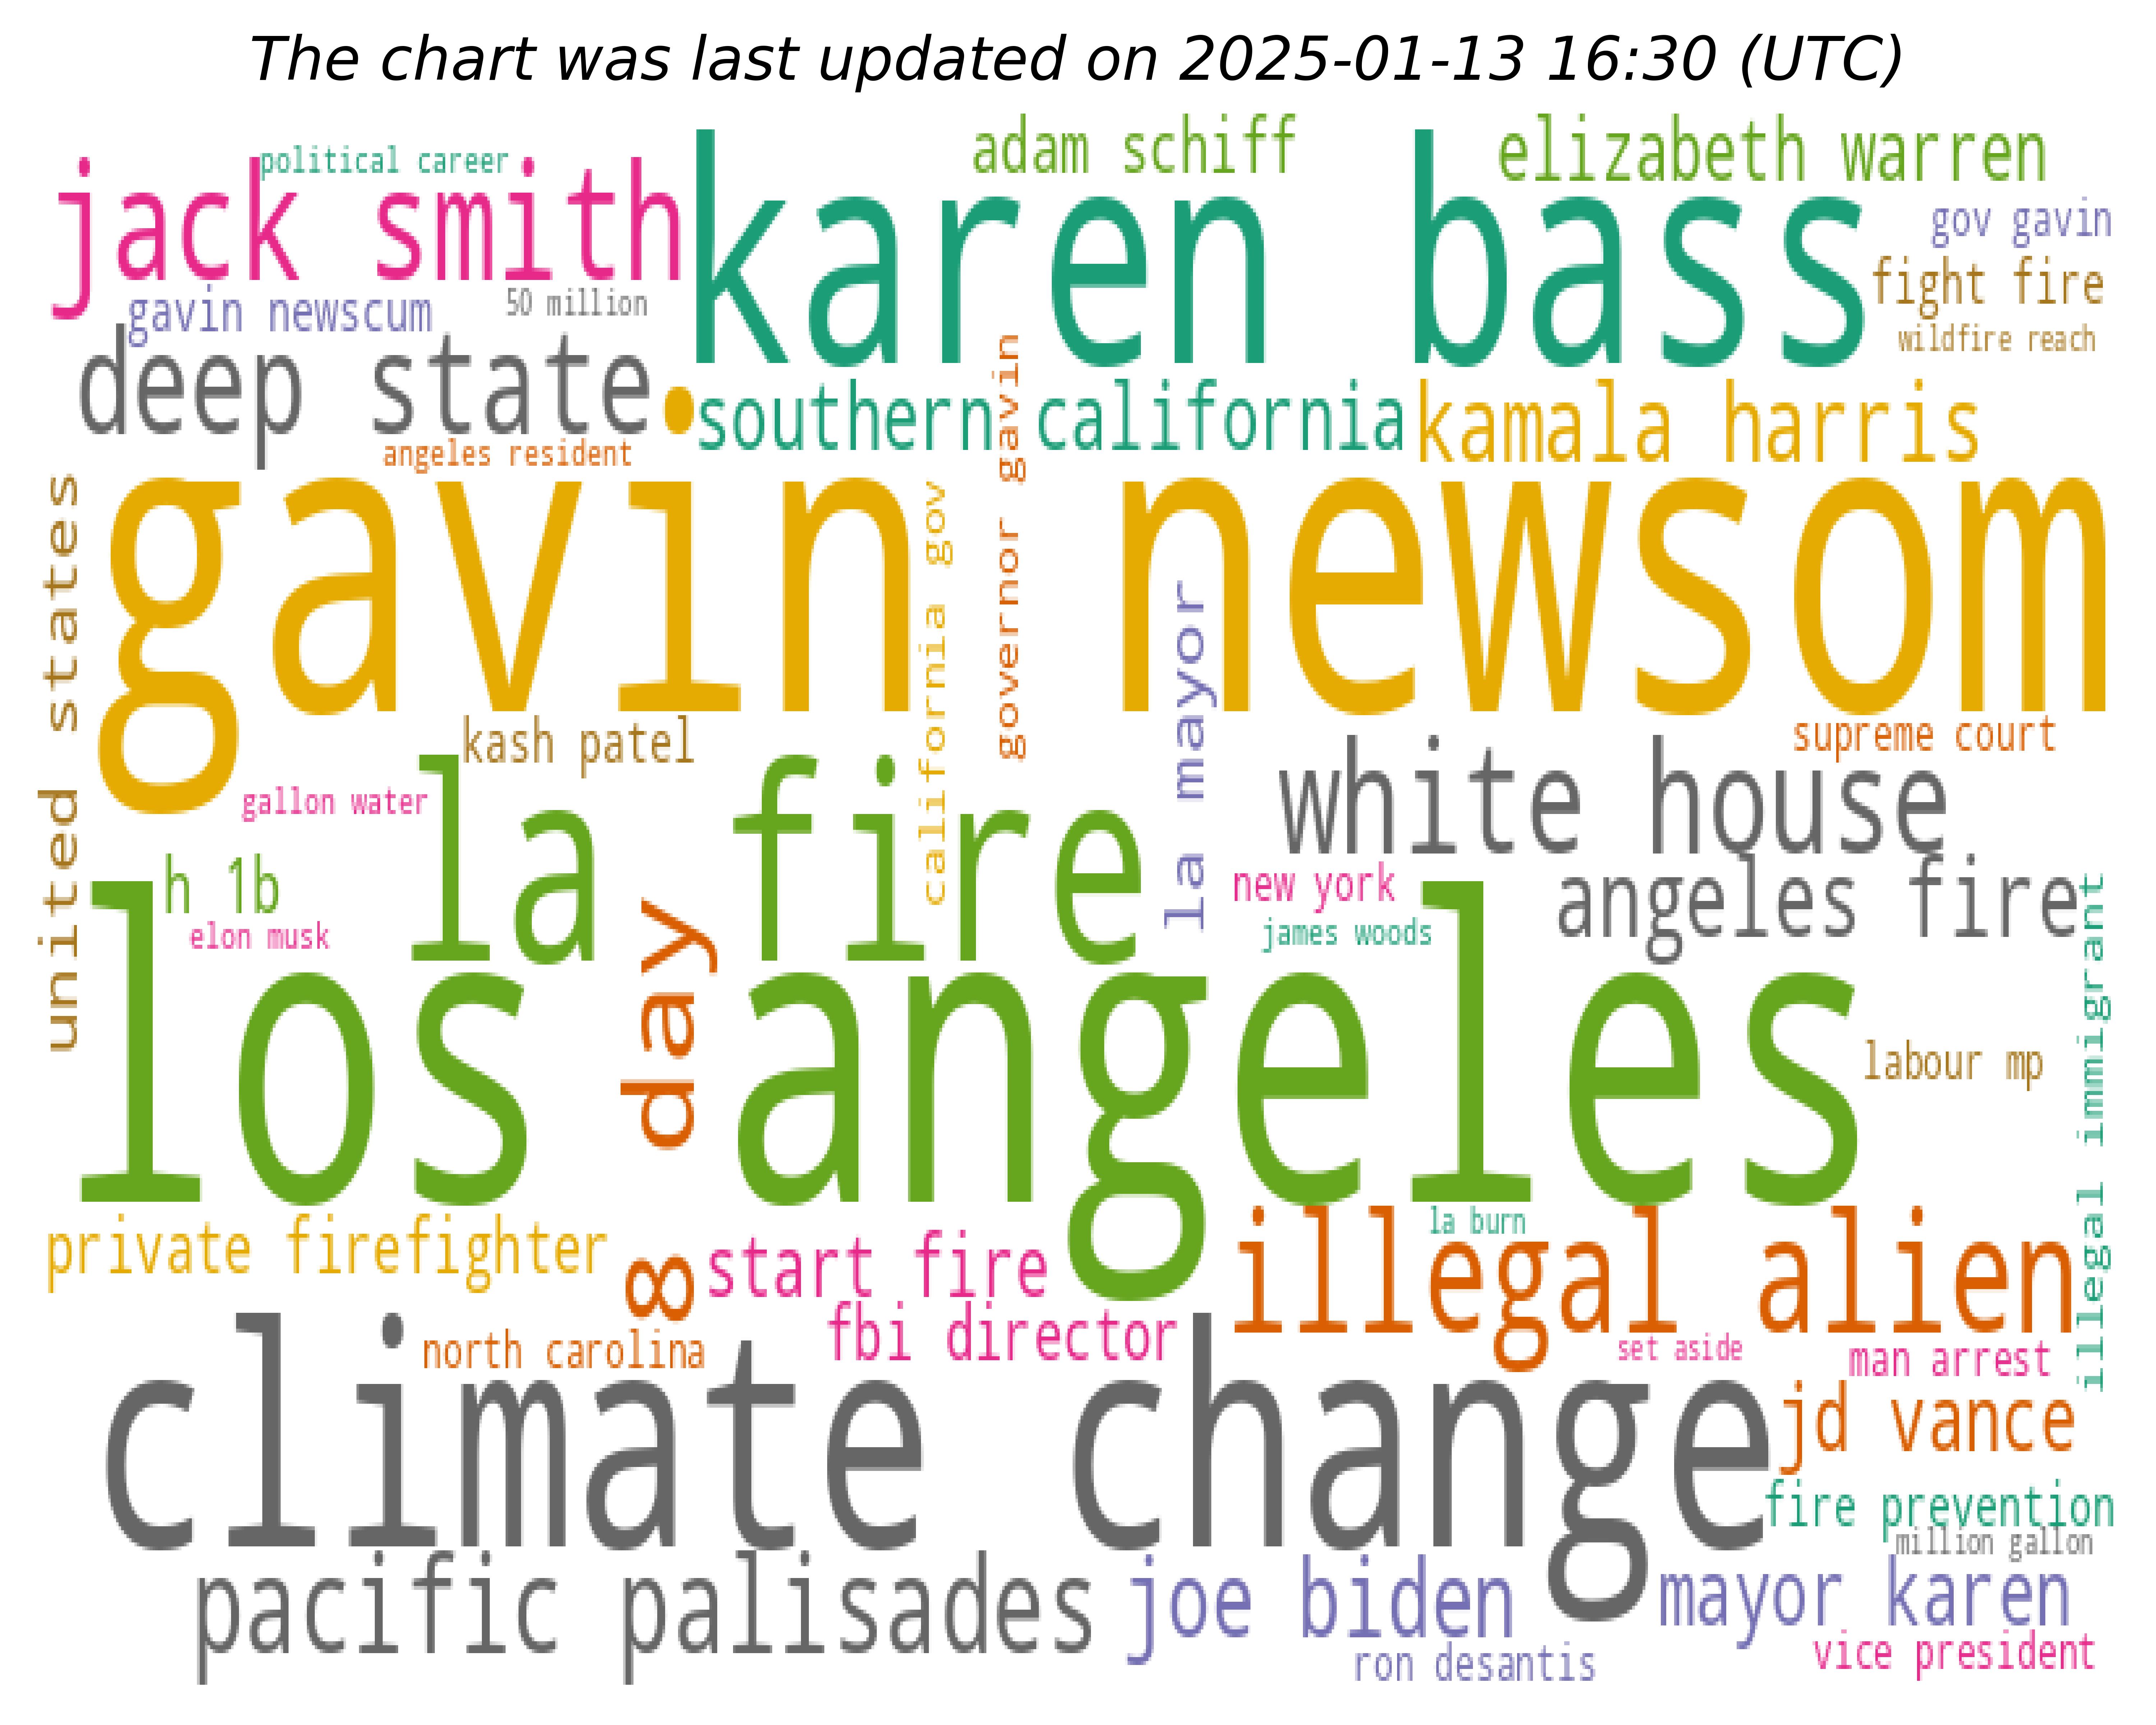 The chart was last updated on 2025-01-13 16:30 (UTC)
political career
adam schiff
elizabeth warren
jack smith
karen bass
gov gavin
fight fire
gavin newscum
50 million
wildfire reach
deep state
southern california
kamala harris
angeles resident
governor gavin
california gov
united states
gavin newsom
la mayor
kash patel
supreme court
gallon water
la fire
white house
h 1b
new york
angeles fire
elon musk
james woods
illegal immigrant
8 day
los angeles
labour mp
private firefighter
start fire
la burn
illegal alien
north carolina
fbi director
set aside
man arrest
climate change
jd vance
fire prevention
million gallon
pacific palisades
joe biden
mayor karen
ron desantis
vice president